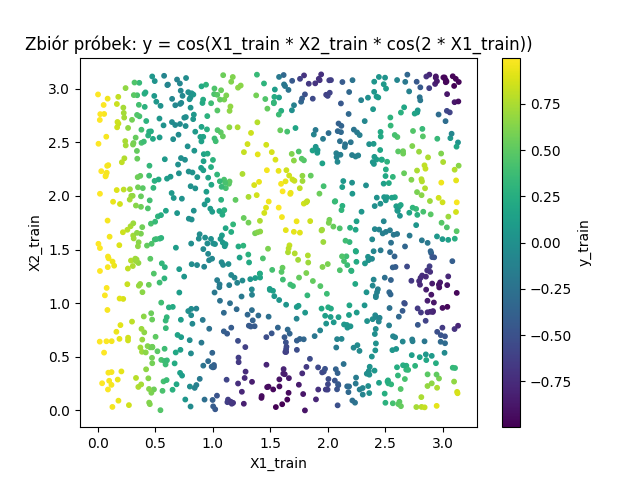 Zbiór próbek: y = cos(X1_train * X2_train * cos(2 * X1_train))
3.0
2.5
2.0
1.5
1.0
0.5
0.0
X2_train
0.0 0.5 1.0 1.5 2.0 2.5 3.0
X1_train
0.75
0.50
0.25
0.00
−0.25
−0.50
−0.75
y_train